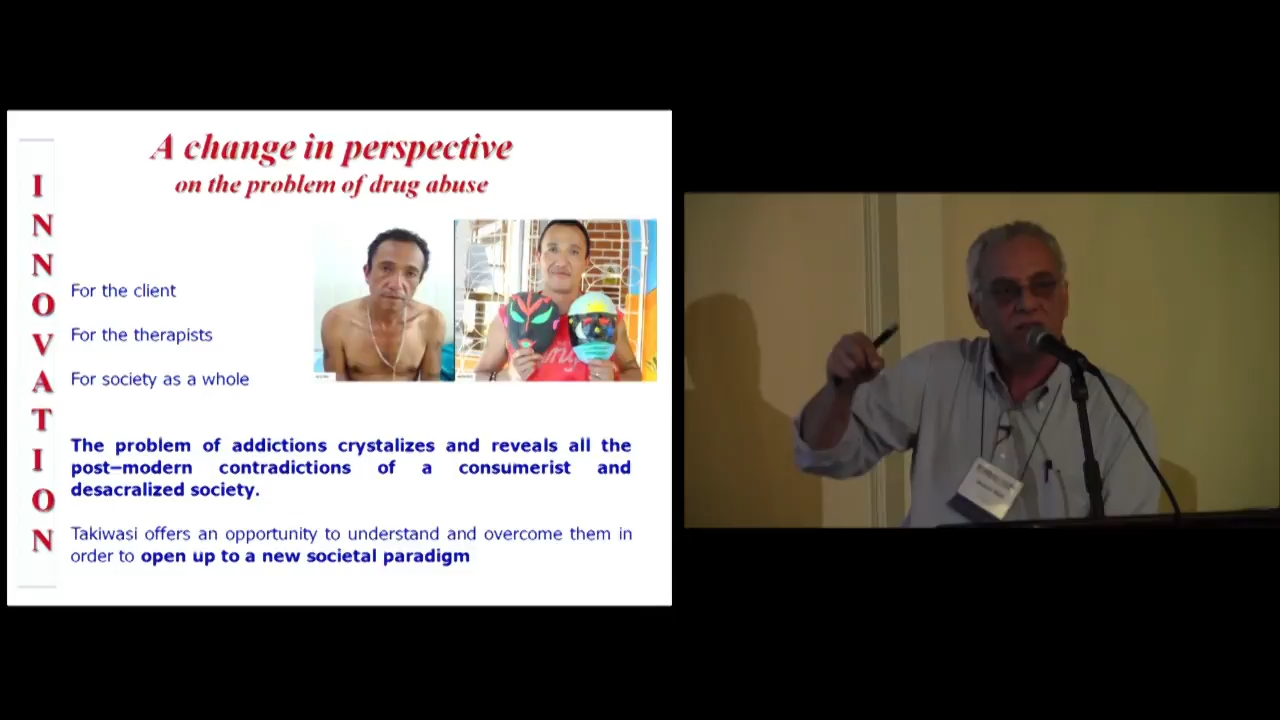 A change in perspective
on the problem of drug abuse
INNOVATION
For the client
For the therapists
For society as a whole
The problem of addictions crystalizes and reveals all the
post–modern contradictions of a consumerist and
desacralized society.
Takiwasi offers an opportunity to understand and overcome them in
order to open up to a new societal paradigm